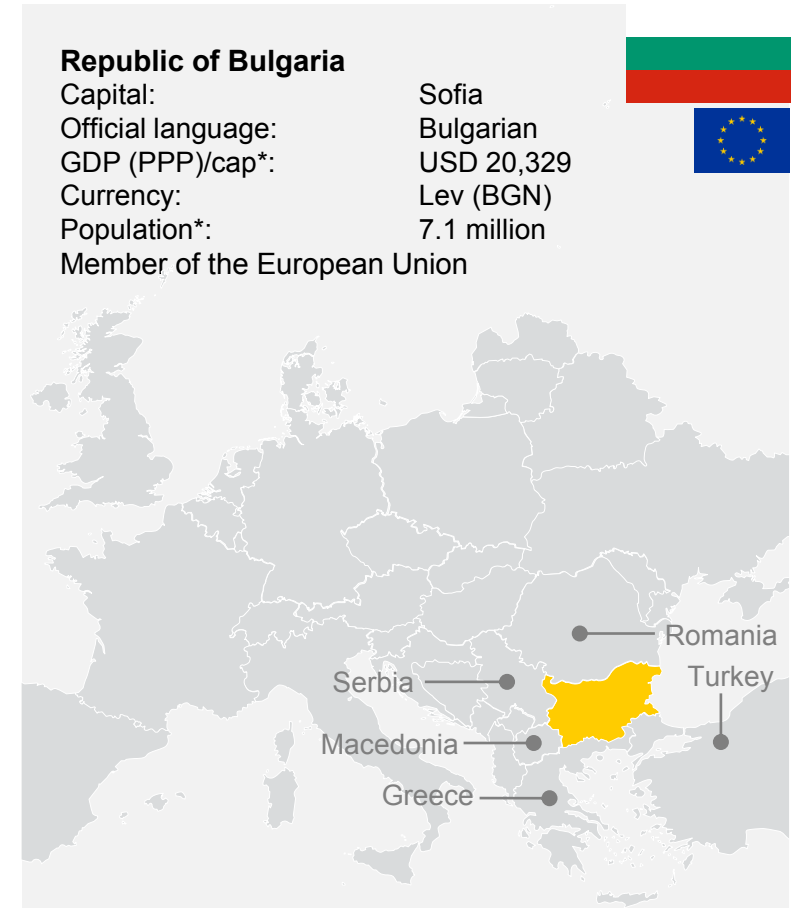 Republic of Bulgaria
Capital: Sofia
Official language: Bulgarian
GDP (PPP)/cap*: USD 20,329
Currency: Lev (BGN)
Population*: 7.1 million
Member of the European Union
Romania
Serbia
Turkey
Macedonia
Greece